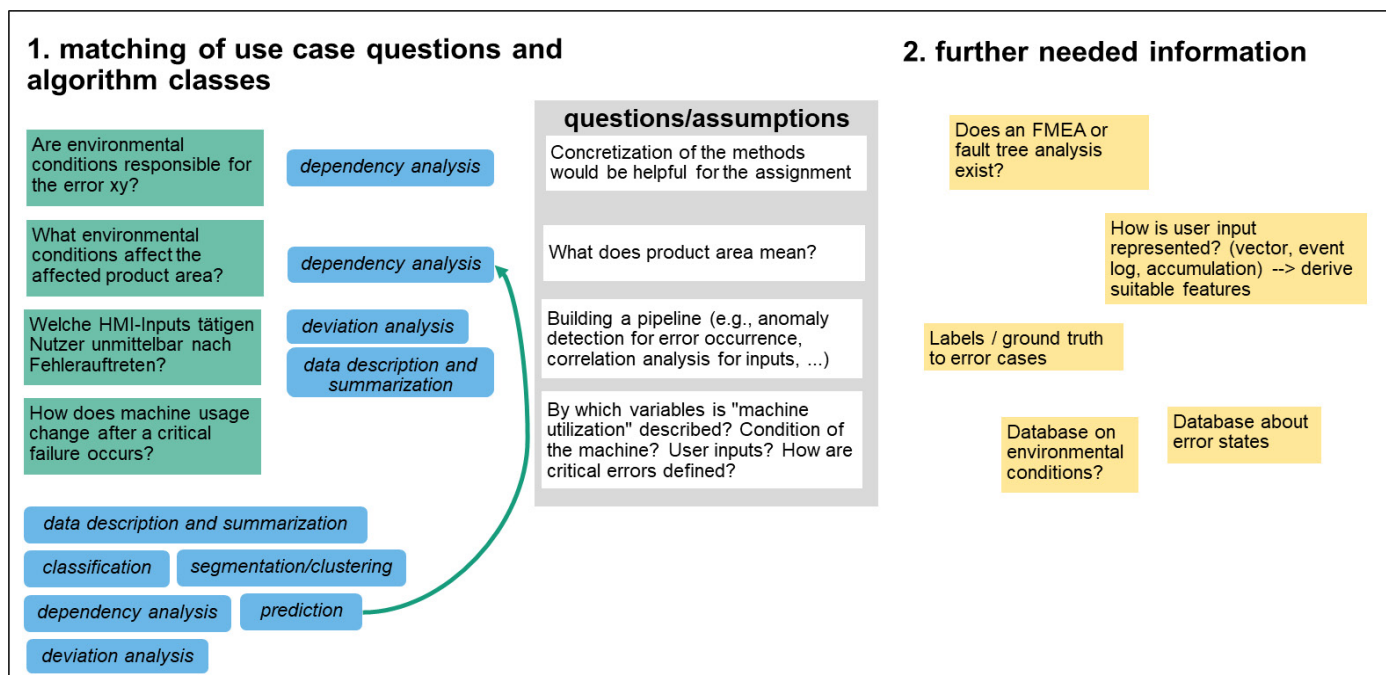 1. matching of use case questions and
algorithm classes
Are environmental
conditions responsible for
the error xy?
dependency analysis
What environmental
conditions affect the
affected product area?
dependency analysis
Welche HMI-Inputs tätigen
Nutzer unmittelbar nach
Fehlerauftreten?
deviation analysis
data description and
summarization
How does machine usage
change after a critical
failure occurs?
data description and summarization
classification
segmentation/clustering
dependency analysis
prediction
deviation analysis
questions/assumptions
Concretization of the methods
would be helpful for the assignment
What does product area mean?
Building a pipeline (e.g., anomaly
detection for error occurrence,
correlation analysis for inputs, ...)
By which variables is "machine
utilization" described? Condition of
the machine? User inputs? How are
critical errors defined?
2. further needed information
Does an FMEA or
fault tree analysis
exist?
How is user input
represented? (vector, event
log, accumulation) --> derive
suitable features
Labels / ground truth
to error cases
Database on
environmental
conditions?
Database about
error states